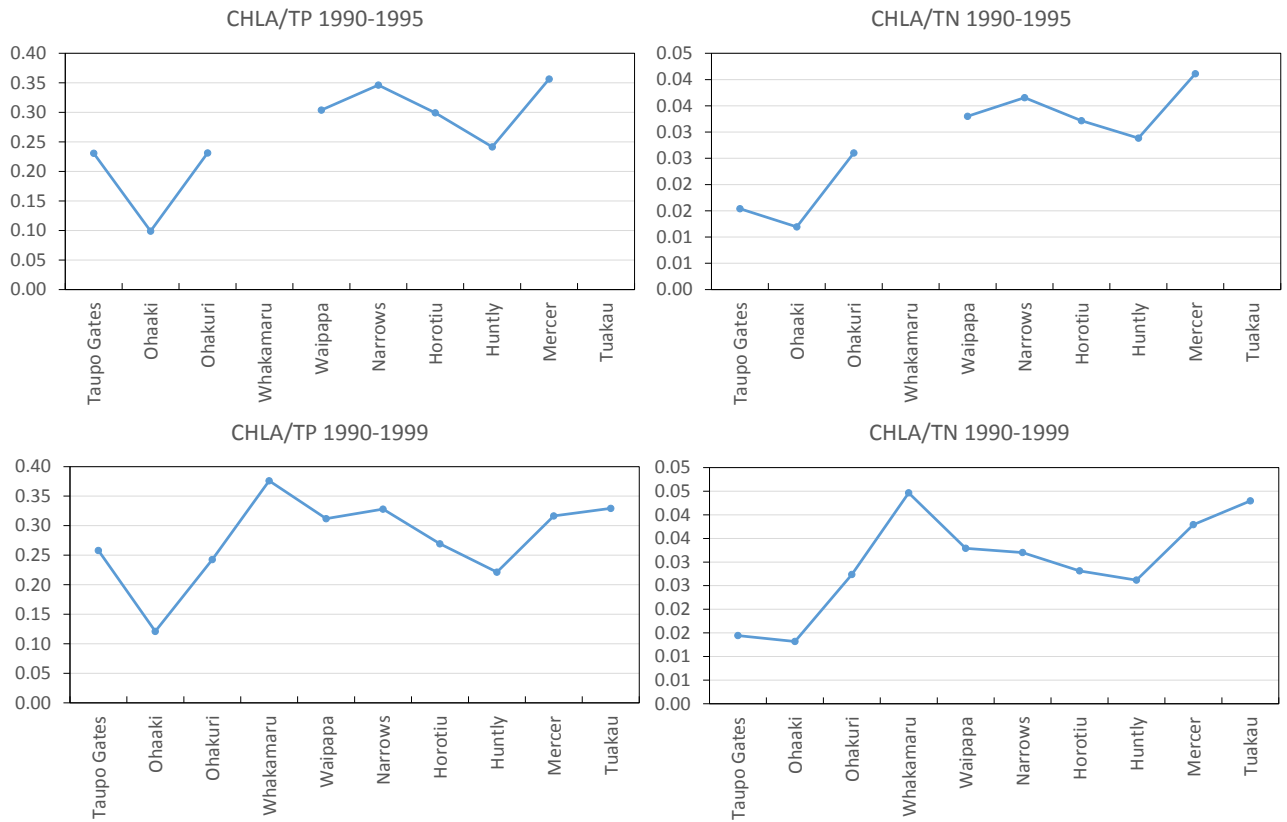 CHLA/TP 1990-1995
0.40
0.35
0.30
0.25
0.20
0.15
0.10
0.05
0.00
Taupo Gates
Ohaaki
Ohakuri
Whakamaru
Waipapa
Narrows
Horotiu
Huntly
Mercer
Tuakau
CHLA/TN 1990-1995
0.05
0.04
0.04
0.03
0.03
0.02
0.02
0.01
0.01
0.00
Taupo Gates
Ohaaki
Ohakuri
Whakamaru
Waipapa
Narrows
Horotiu
Huntly
Mercer
Tuakau
CHLA/TP 1990-1999
0.40
0.35
0.30
0.25
0.20
0.15
0.10
0.05
0.00
Taupo Gates
Ohaaki
Ohakuri
Whakamaru
Waipapa
Narrows
Horotiu
Huntly
Mercer
Tuakau
CHLA/TN 1990-1999
0.05
0.05
0.04
0.04
0.03
0.03
0.02
0.02
0.01
0.01
0.00
Taupo Gates
Ohaaki
Ohakuri
Whakamaru
Waipapa
Narrows
Horotiu
Huntly
Mercer
Tuakau